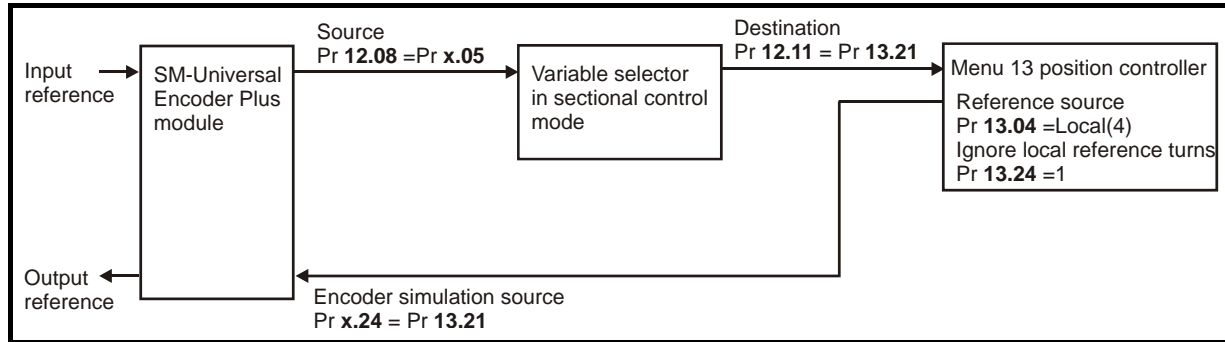 Input
reference
SM-Universal
Encoder Plus
module
Source
Pr 12.08 =Pr x.05
Variable selector
in sectional control
mode
Destination
Pr 12.11 = Pr 13.21
Menu 13 position controller
Reference source
Pr 13.04 =Local(4)
Ignore local reference turns
Pr 13.24 =1
Output
reference
Encoder simulation source
Pr x.24 = Pr 13.21